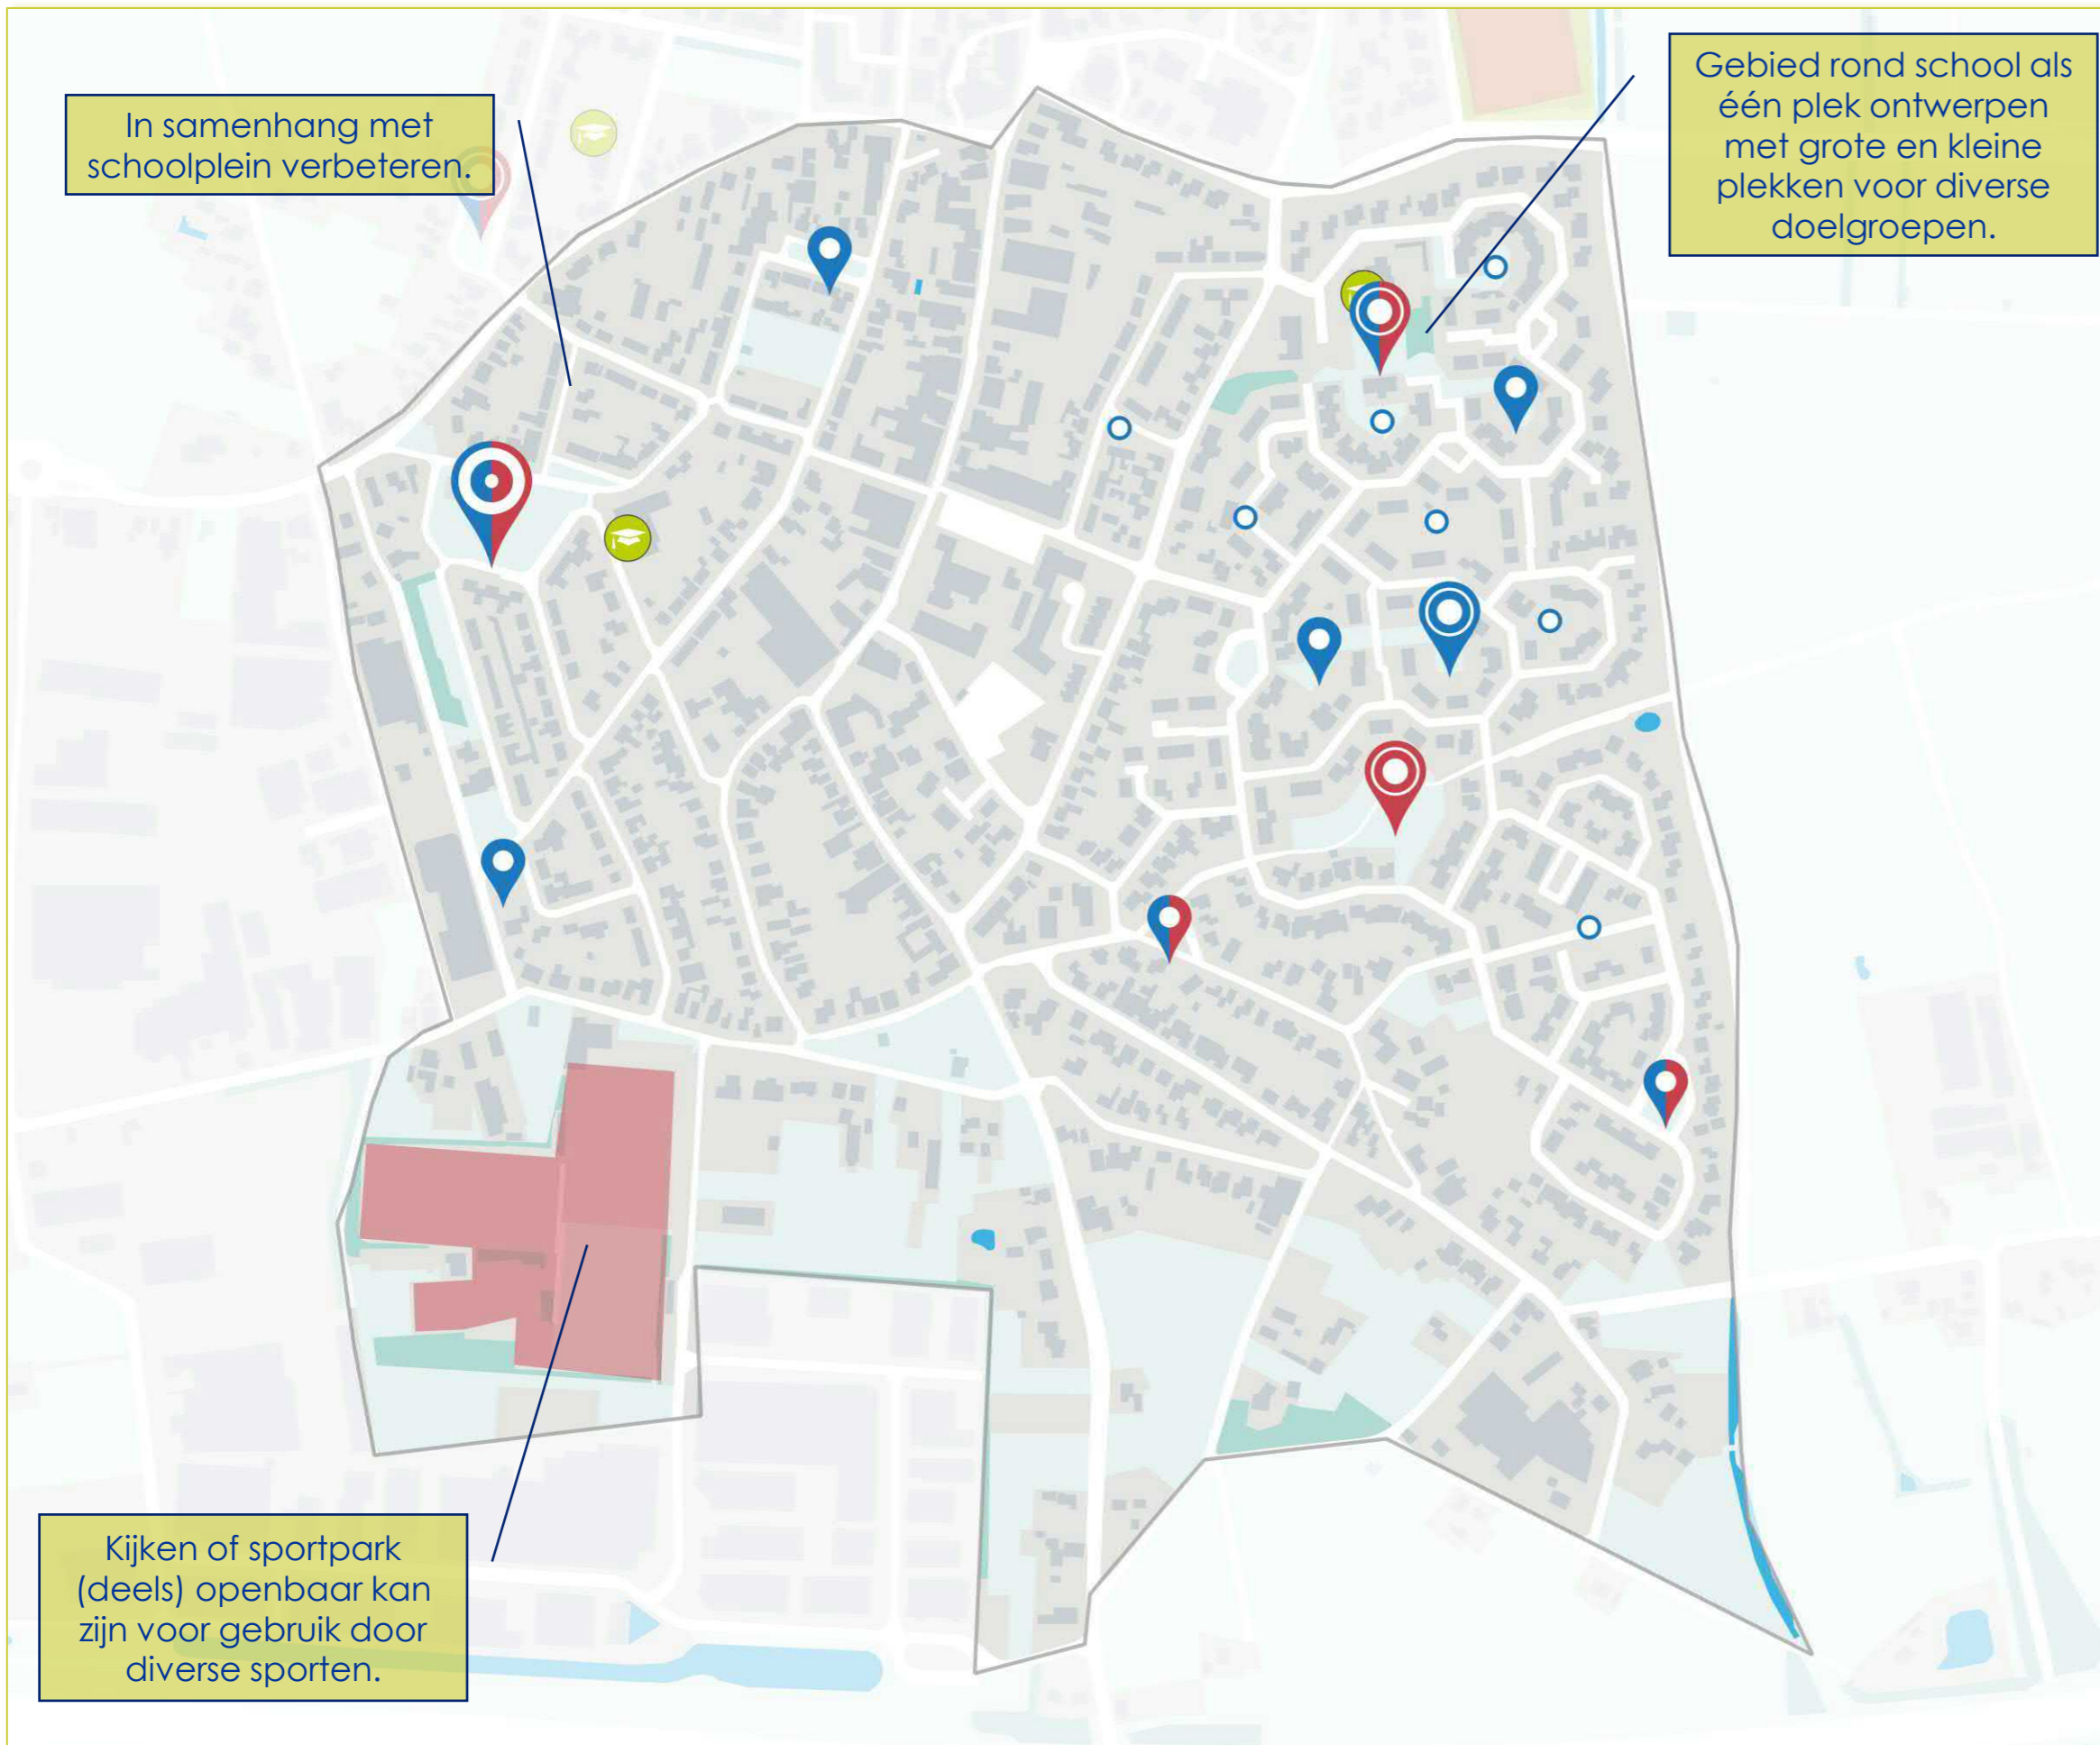 In samenhang met
schoolplein verbeteren.
Gebied rond school als
één plek ontwerpen
met grote en kleine
plekken voor diverse
doelgroepen.
Kijken of sportpark
(deels) openbaar kan
zijn voor gebruik door
diverse sporten.